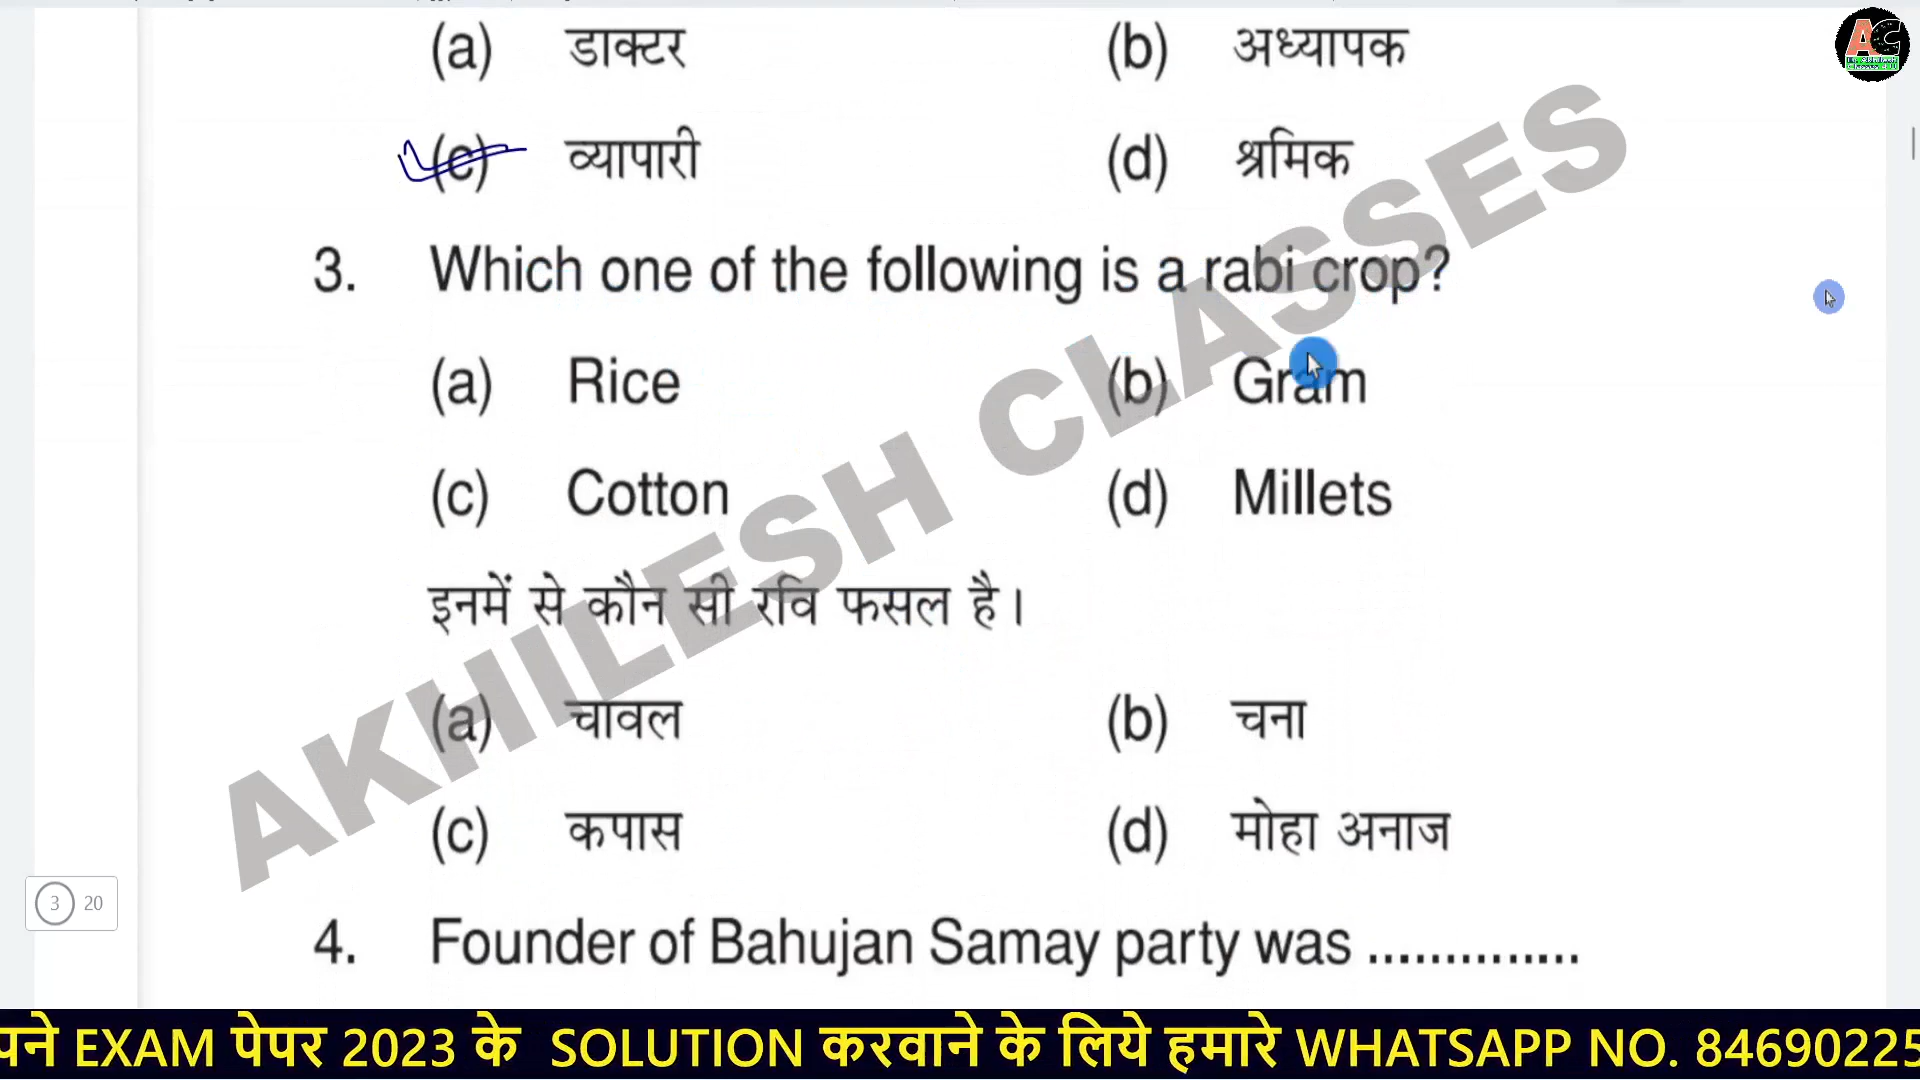 (a) डाक्टर (b) अध्यापक
(c) व्यापारी (d) श्रमिक
3. Which one of the following is a rabi crop?
(a) Rice (b) Gram
(c) Cotton (d) Millets
इनमें से कौन सी रवि फसल है।
(a) चावल (b) चना
(c) कपास (d) मोहा अनाज
4. Founder of Bahujan Samay party was ..............
AKHILESH CLASSES
AC
3 20
पने EXAM पेपर 2023 के SOLUTION करवाने के लिये हमारे WHATSAPP NO. 84690225